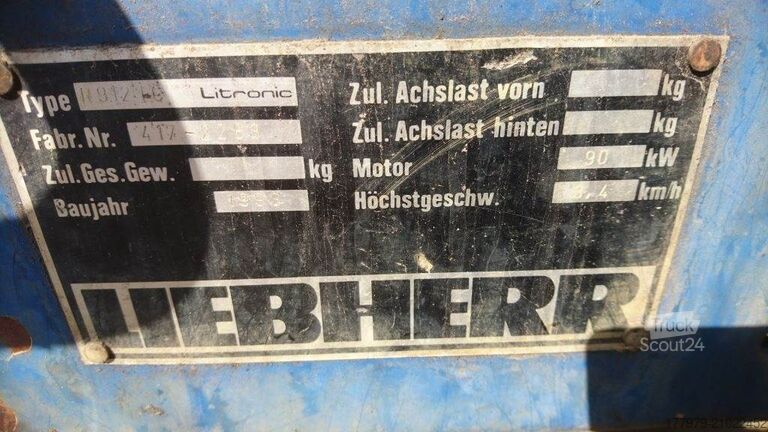 Type Litronic
Fabr.Nr.
Zul.Ges.Gew. kg
Baujahr
Zul. Achslast vorn kg
Zul. Achslast hinten kg
Motor 90 kW
Höchstgeschw. km/h
LIEBHERR
Truck
Scout24